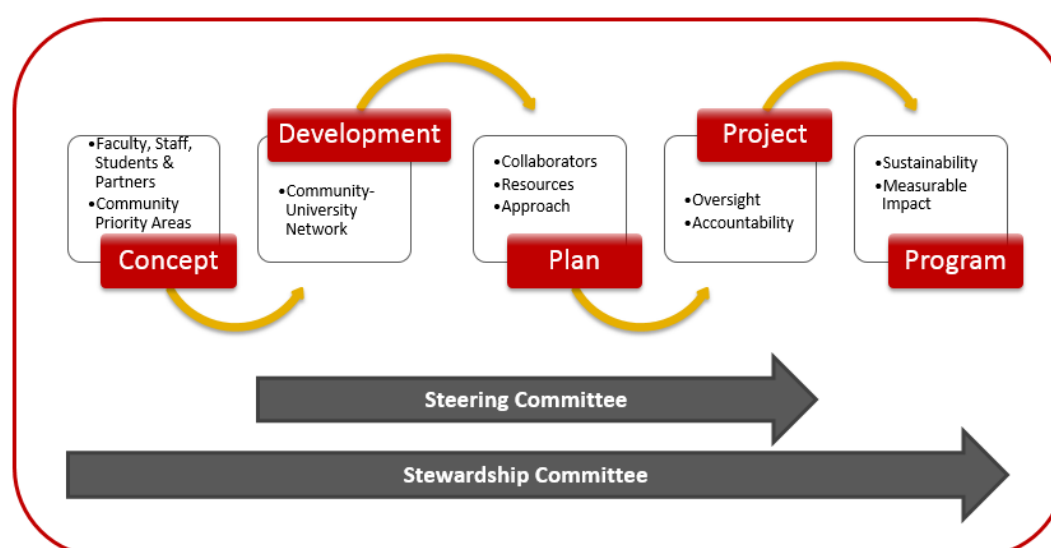 •Faculty, Staff,
Students &
Partners
•Community
Priority Areas
Concept
Development
•Community-
University
Network
•Collaborators
•Resources
•Approach
Plan
Project
•Oversight
•Accountability
•Sustainability
•Measurable
Impact
Program
Steering Committee
Stewardship Committee